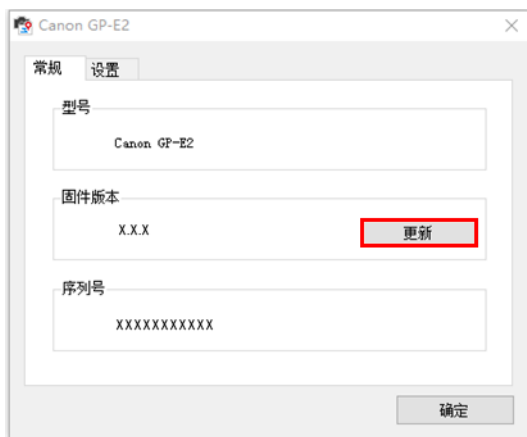 Canon GP-E2
常规 设置
型号
Canon GP-E2
固件版本
X.X.X 更新
序列号
XXXXXXXXXXX
确定